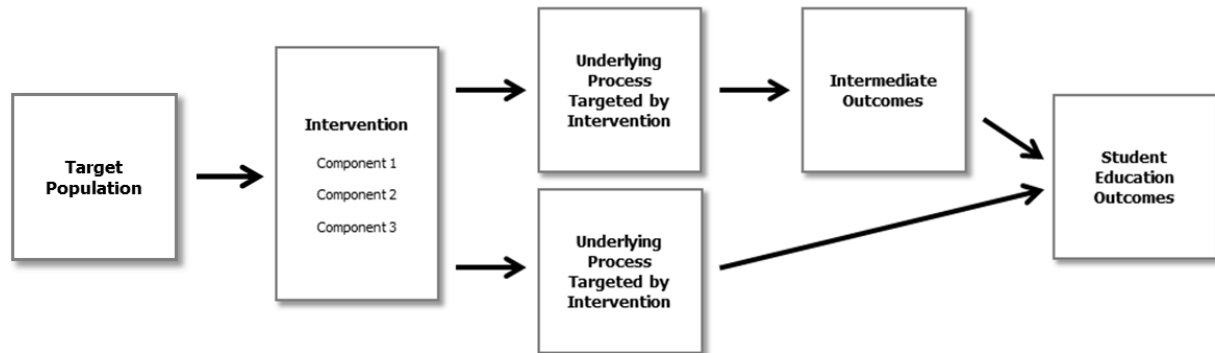 Target
Population
Intervention
Component 1
Component 2
Component 3
Underlying
Process
Targeted by
Intervention
Intermediate
Outcomes
Underlying
Process
Targeted by
Intervention
Student
Education
Outcomes